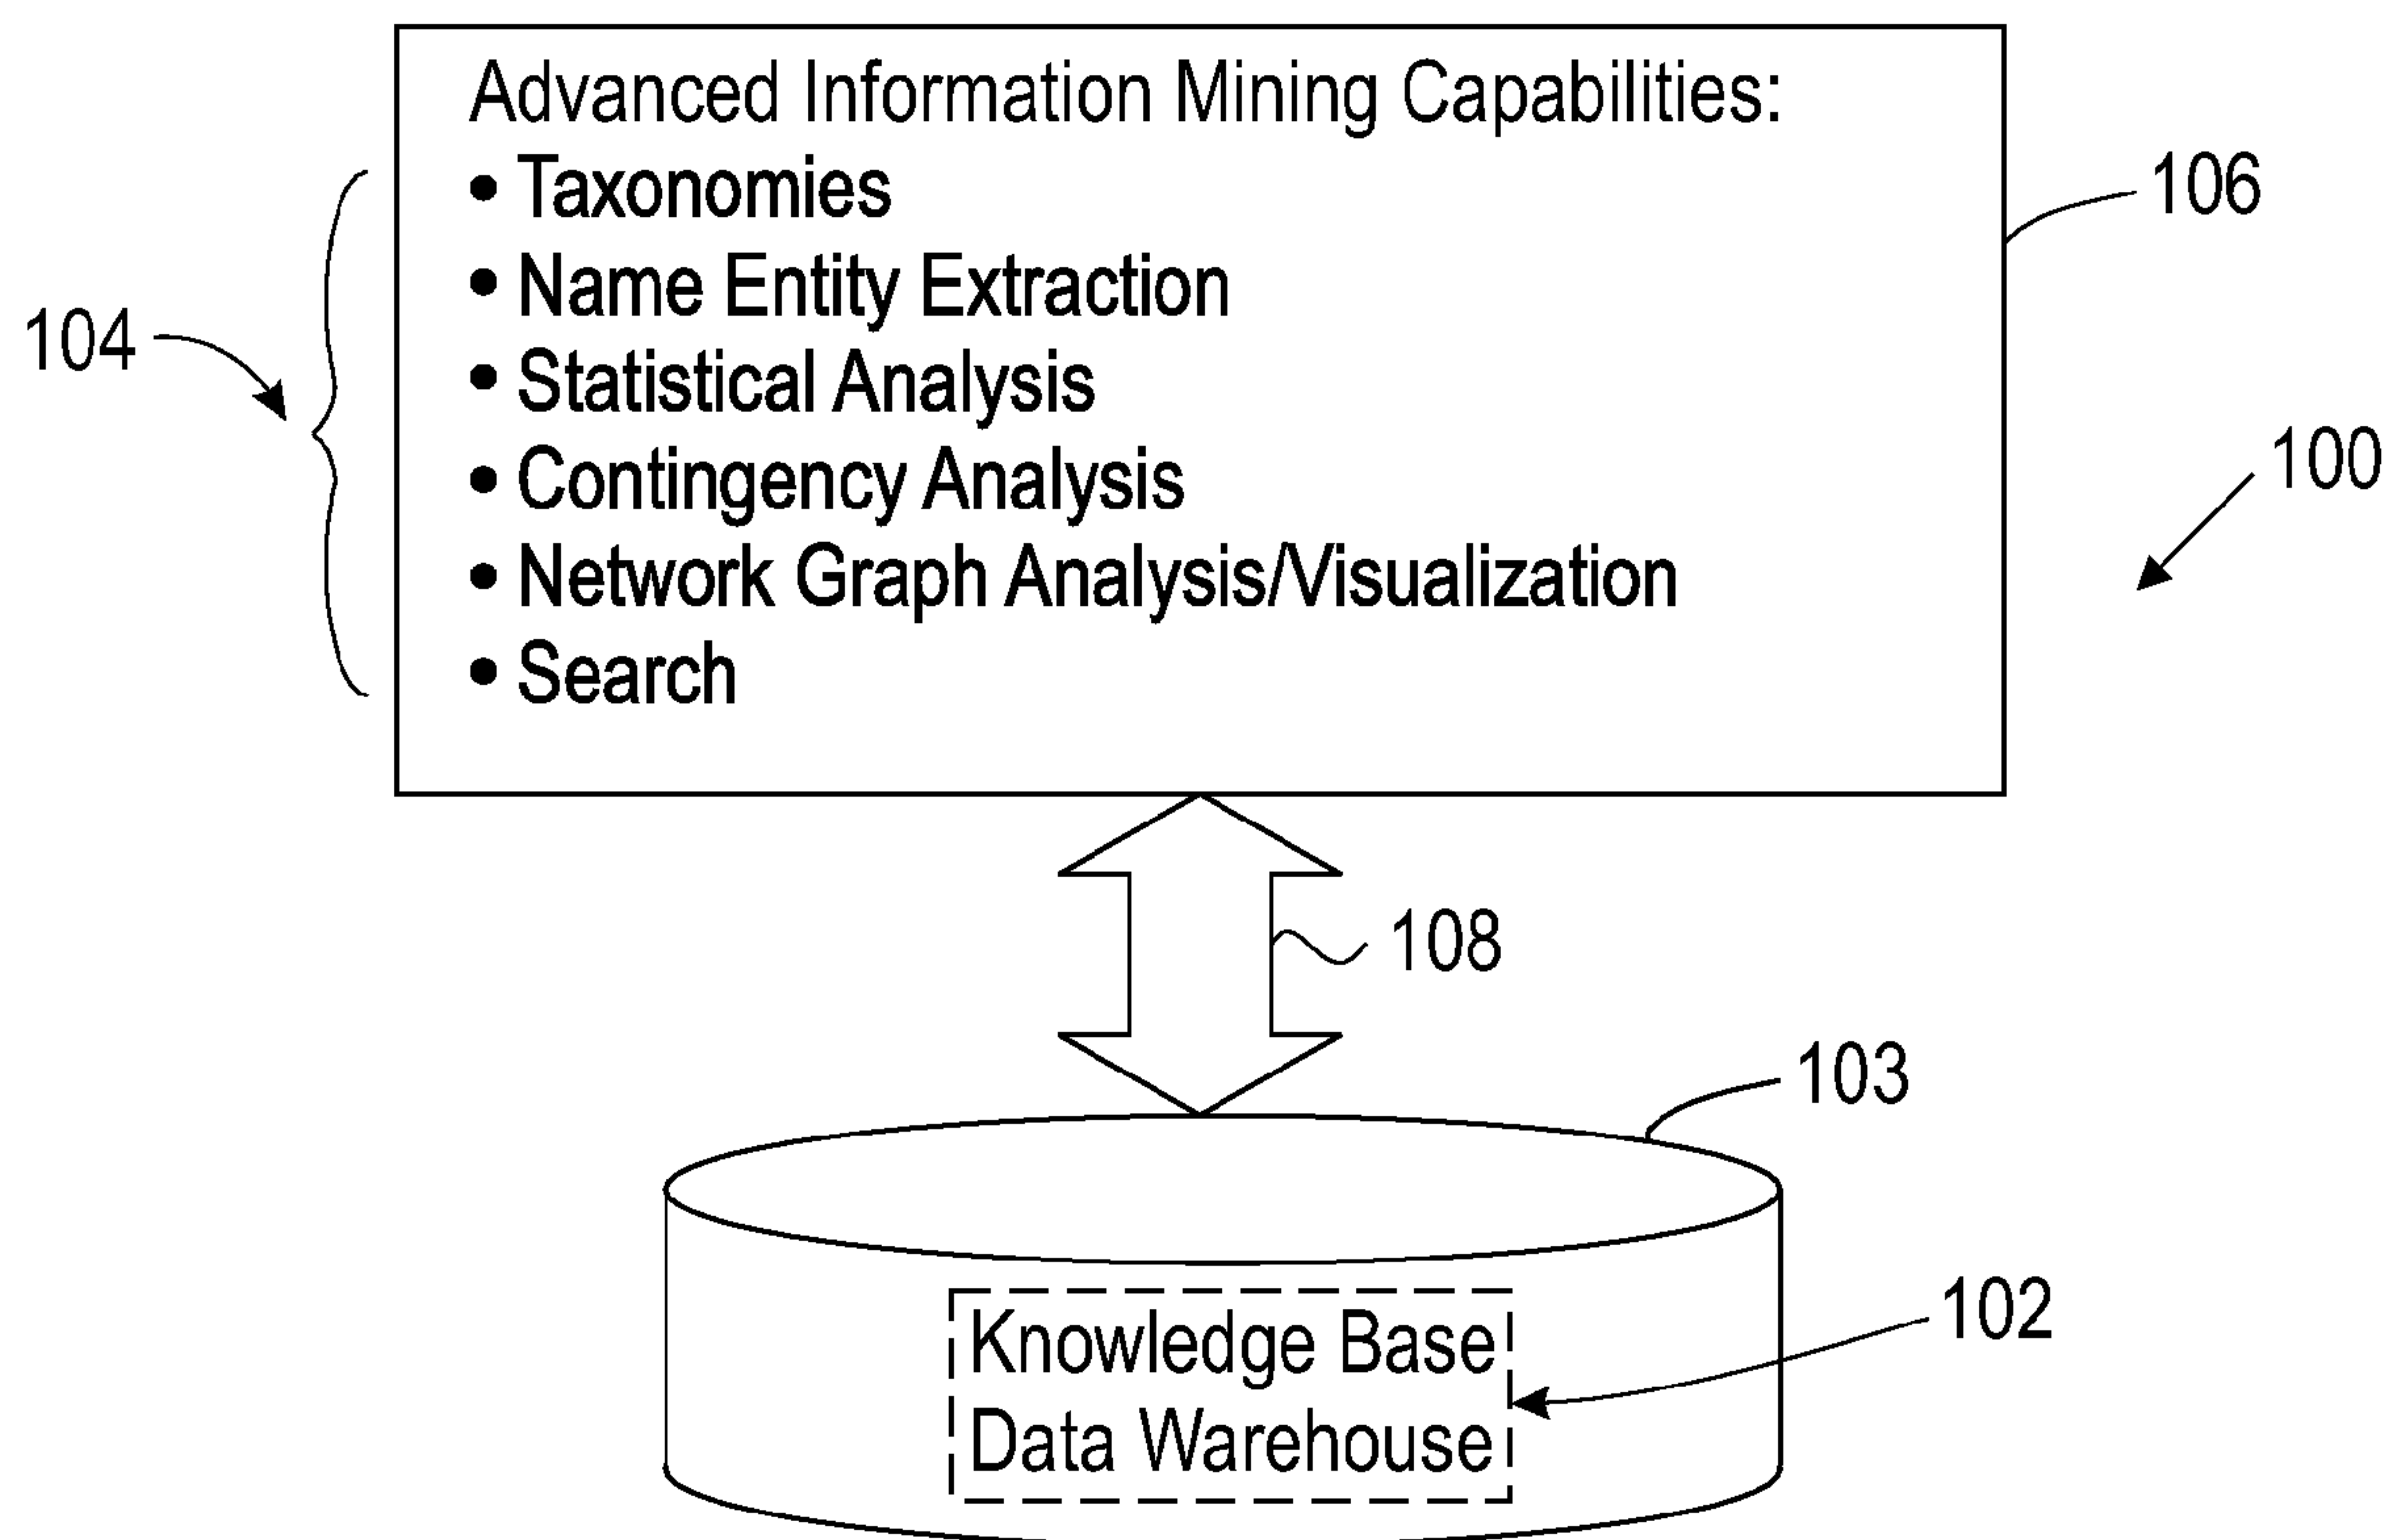 Advanced Information Mining Capabilities:
• Taxonomies
106
• Name Entity Extraction
104
• Statistical Analysis
100
• Contingency Analysis
• Network Graph Analysis/Visualization
• Search
108
103
102
Knowledge Base
Data Warehouse